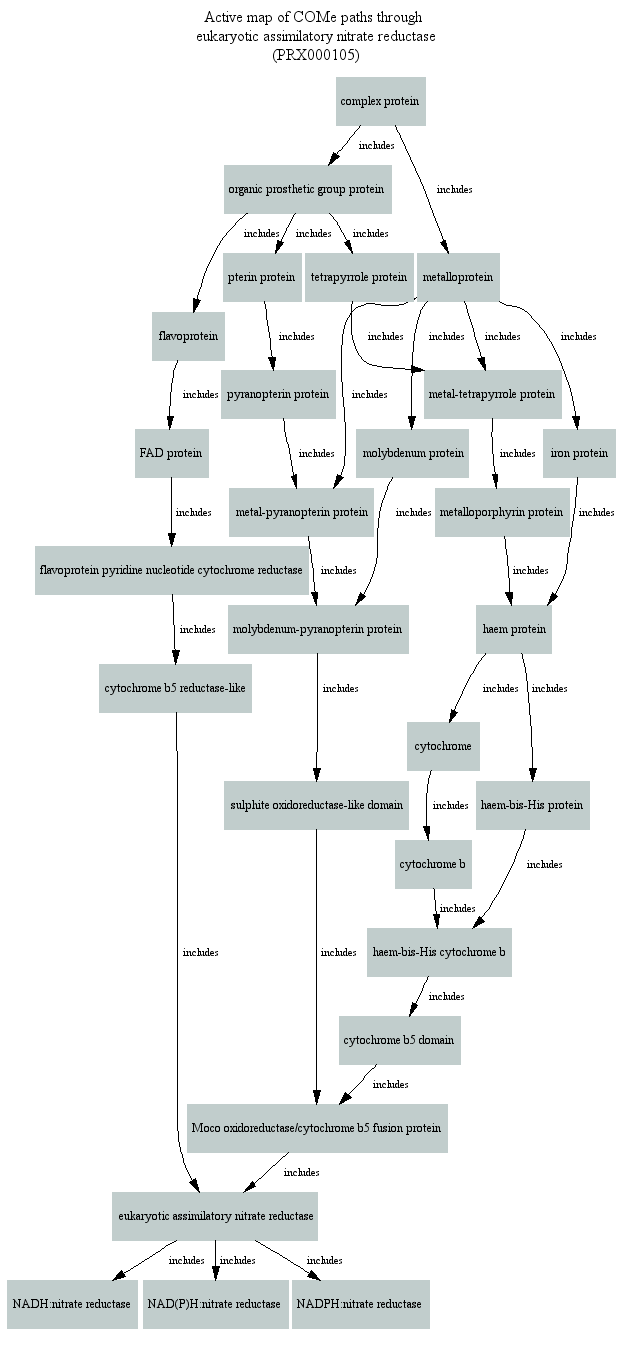 Active map of COMe paths through
eukaryotic assimilatory nitrate reductase
(PRX000105)
complex protein
includes
includes
organic prosthetic group protein
includes
includes
includes
pterin protein
tetrapyrrole protein
metalloprotein
flavoprotein
includes
includes
includes
includes
includes
includes
pyranopterin protein
includes
metal-tetrapyrrole protein
FAD protein
includes
molybdenum protein
includes
iron protein
includes
metal-pyranopterin protein
includes
metalloporphyrin protein
includes
flavoprotein pyridine nucleotide cytochrome reductase
includes
includes
includes
molybdenum-pyranopterin protein
haem protein
cytochrome b5 reductase-like
includes
includes
includes
cytochrome
sulphite oxidoreductase-like domain
includes
haem-bis-His protein
cytochrome b
includes
includes
includes
includes
haem-bis-His cytochrome b
includes
cytochrome b5 domain
includes
Moco oxidoreductase/cytochrome b5 fusion protein
includes
eukaryotic assimilatory nitrate reductase
includes
includes
includes
NADH:nitrate reductase
NAD(P)H:nitrate reductase
NADPH:nitrate reductase